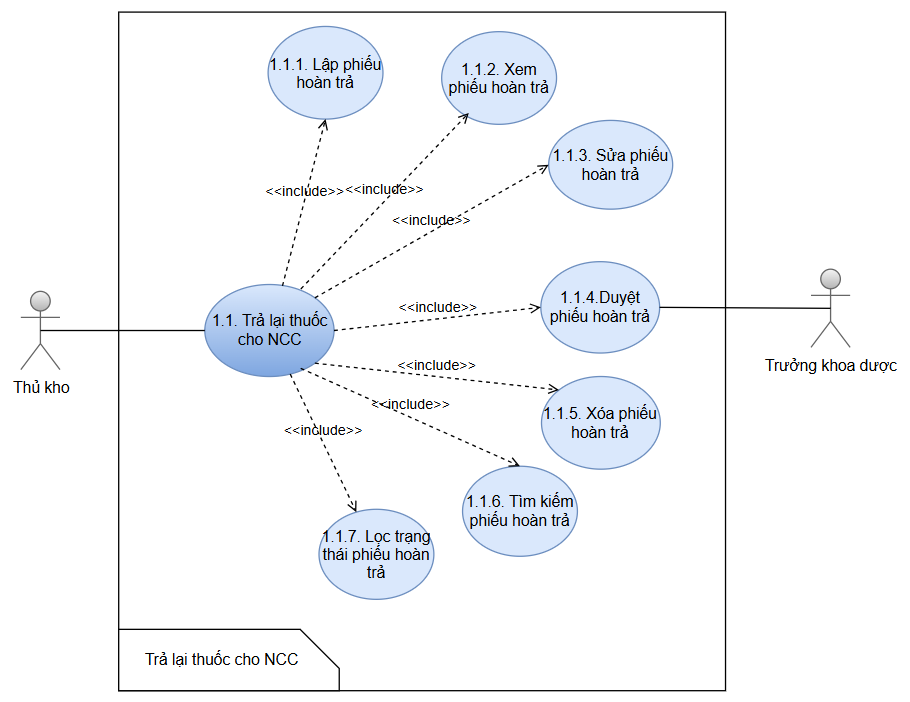 1.1.1. Lập phiếu
hoàn trả
1.1.2. Xem
phiếu hoàn trả
1.1.3. Sửa phiếu
hoàn trả
<<include>>
<<include>>
<<include>>
1.1.4.Duyệt
phiếu hoàn trả
<<include>>
1.1. Trả lại thuốc
cho NCC
Thủ kho
Trưởng khoa dược
<<include>>
<<include>>
<<include>>
1.1.5. Xóa phiếu
hoàn trả
1.1.6. Tìm kiếm
phiếu hoàn trả
1.1.7. Lọc trạng
thái phiếu hoàn
trả
Trả lại thuốc cho NCC